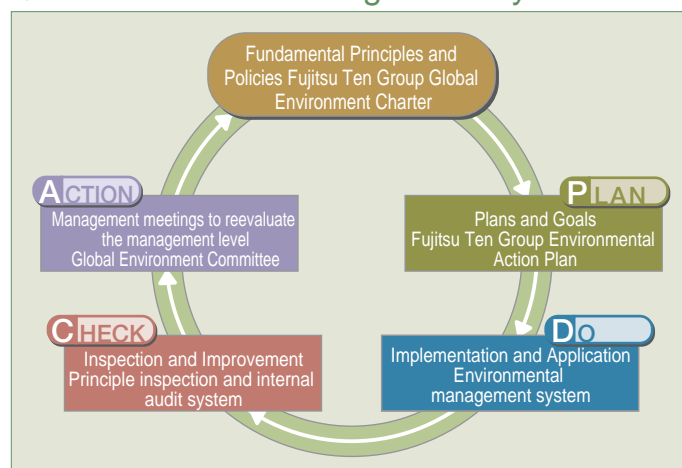 Fundamental Principles and
Policies Fujitsu Ten Group Global
Environment Charter
PLAN
Plans and Goals
Fujitsu Ten Group Environmental
Action Plan
DO
Implementation and Application
Environmental
management system
CHECK
Inspection and Improvement
Principle inspection and internal
audit system
ACTION
Management meetings to reevaluate
the management level
Global Environment Committee